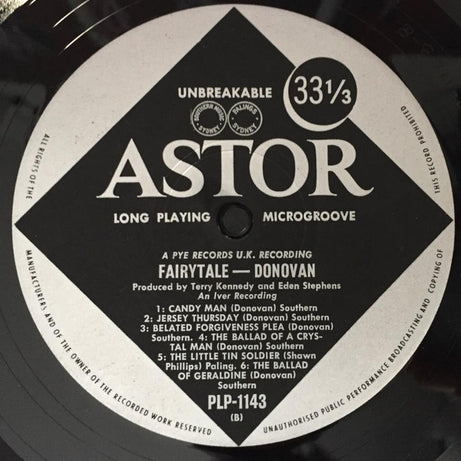 UNBREAKABLE
33⅓
SOUTHERN MUSIC SYDNEY
PALINGS SYDNEY
ASTOR
LONG PLAYING MICROGROOVE
A PYE RECORDS U.K. RECORDING
FAIRYTALE — DONOVAN
Produced by Terry Kennedy and Eden Stephens
An Iver Recording
1: CANDY MAN (Donovan) Southern
2: JERSEY THURSDAY (Donovan) Southern
3: BELATED FORGIVENESS PLEA (Donovan)
Southern. 4: THE BALLAD OF A CRYS-
TAL MAN (Donovan) Southern
5: THE LITTLE TIN SOLDIER (Shawn
Phillips) Paling. 6: THE BALLAD
OF GERALDINE (Donovan)
Southern
PLP-1143
(B)
ALL RIGHTS OF THE
MANUFACTURERS AND OF THE OWNER OF THE RECORDED WORK RESERVED
UNAUTHORISED PUBLIC PERFORMANCE BROADCASTING AND COPYING OF
THIS RECORD PROHIBITED